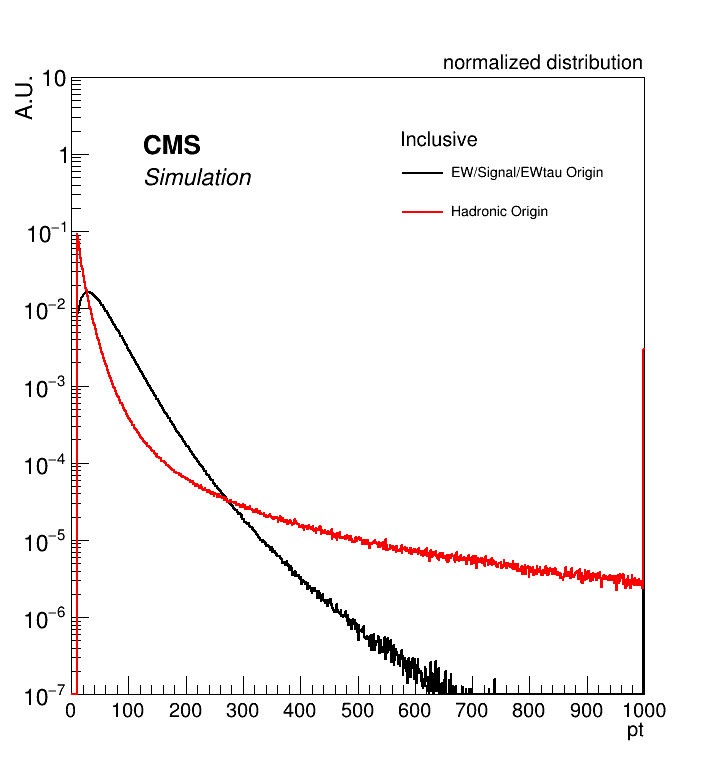 normalized distribution
A.U.
10
1
10⁻¹
10⁻²
10⁻³
10⁻⁴
10⁻⁵
10⁻⁶
10⁻⁷
CMS
Simulation
Inclusive
EW/Signal/EWtau Origin
Hadronic Origin
0 100 200 300 400 500 600 700 800 900 1000
pt